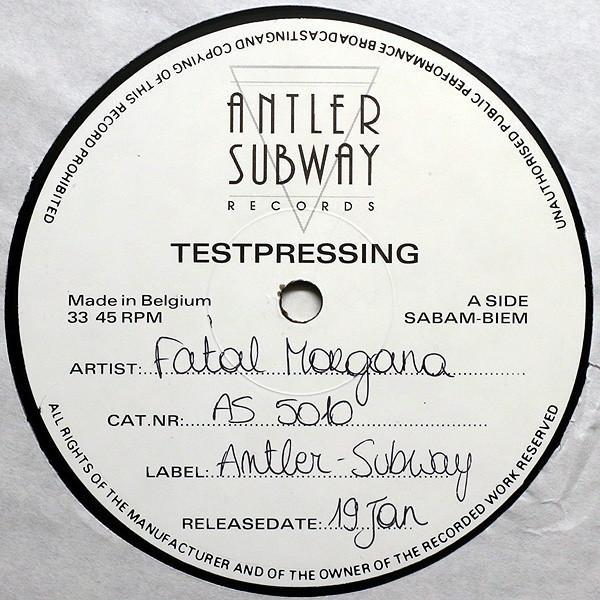 UNAUTHORISED PUBLIC PERFORMANCE BROADCASTING AND COPYING OF THIS RECORD PROHIBITED
ANTLER
SUBWAY
RECORDS
TESTPRESSING
Made in Belgium
33 45 RPM
A SIDE
SABAM-BIEM
ARTIST: Fatal Morgana
CAT.NR: AS 5010
LABEL: Antler-Subway
RELEASEDATE: 19 Jan
ALL RIGHTS OF THE MANUFACTURER AND OF THE OWNER OF THE RECORDED WORK RESERVED